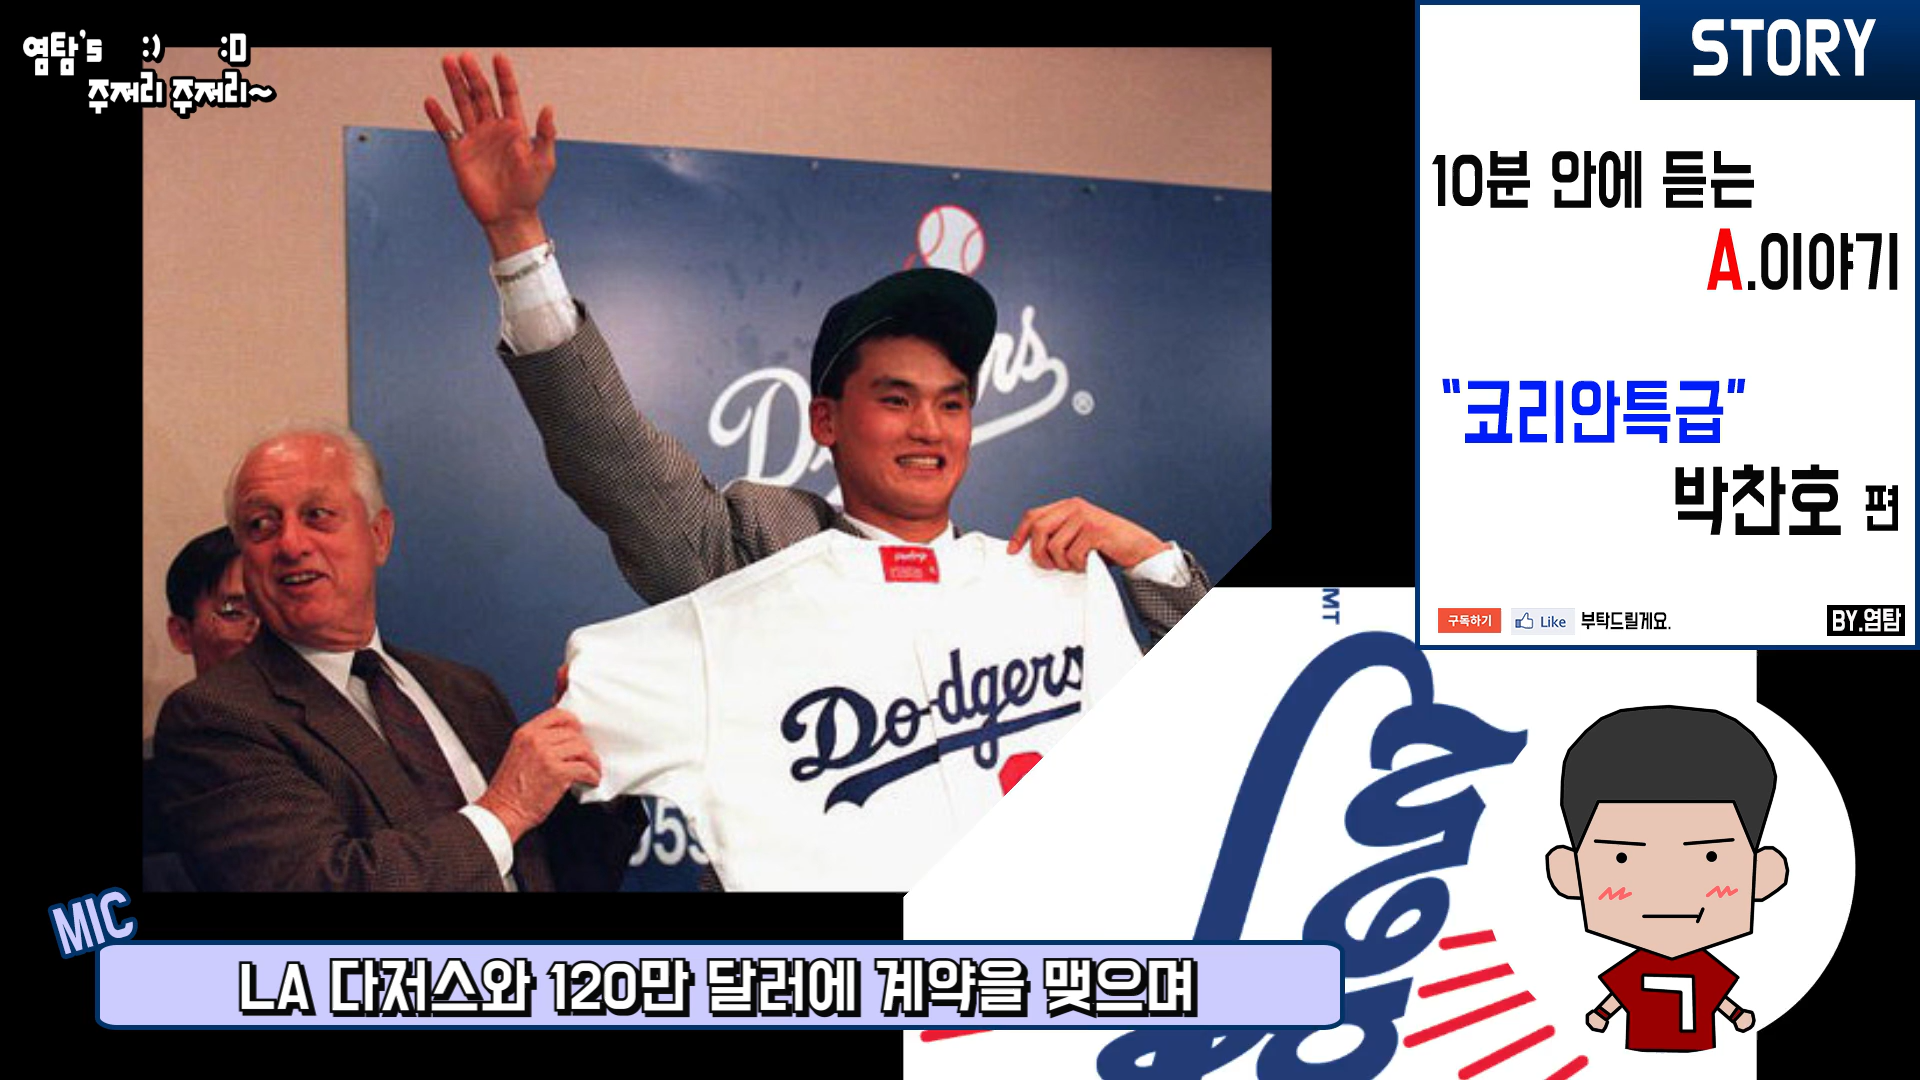 염탐's :) :D
주저리 주저리~
STORY
10분 안에 듣는
A.이야기
"코리안특급"
박찬호 편
구독하기 Like 부탁드릴게요.
BY.염탐
Dodgers®
Dodgers
MT
MIC
LA 다저스와 120만 달러에 계약을 맺으며
ㄱ